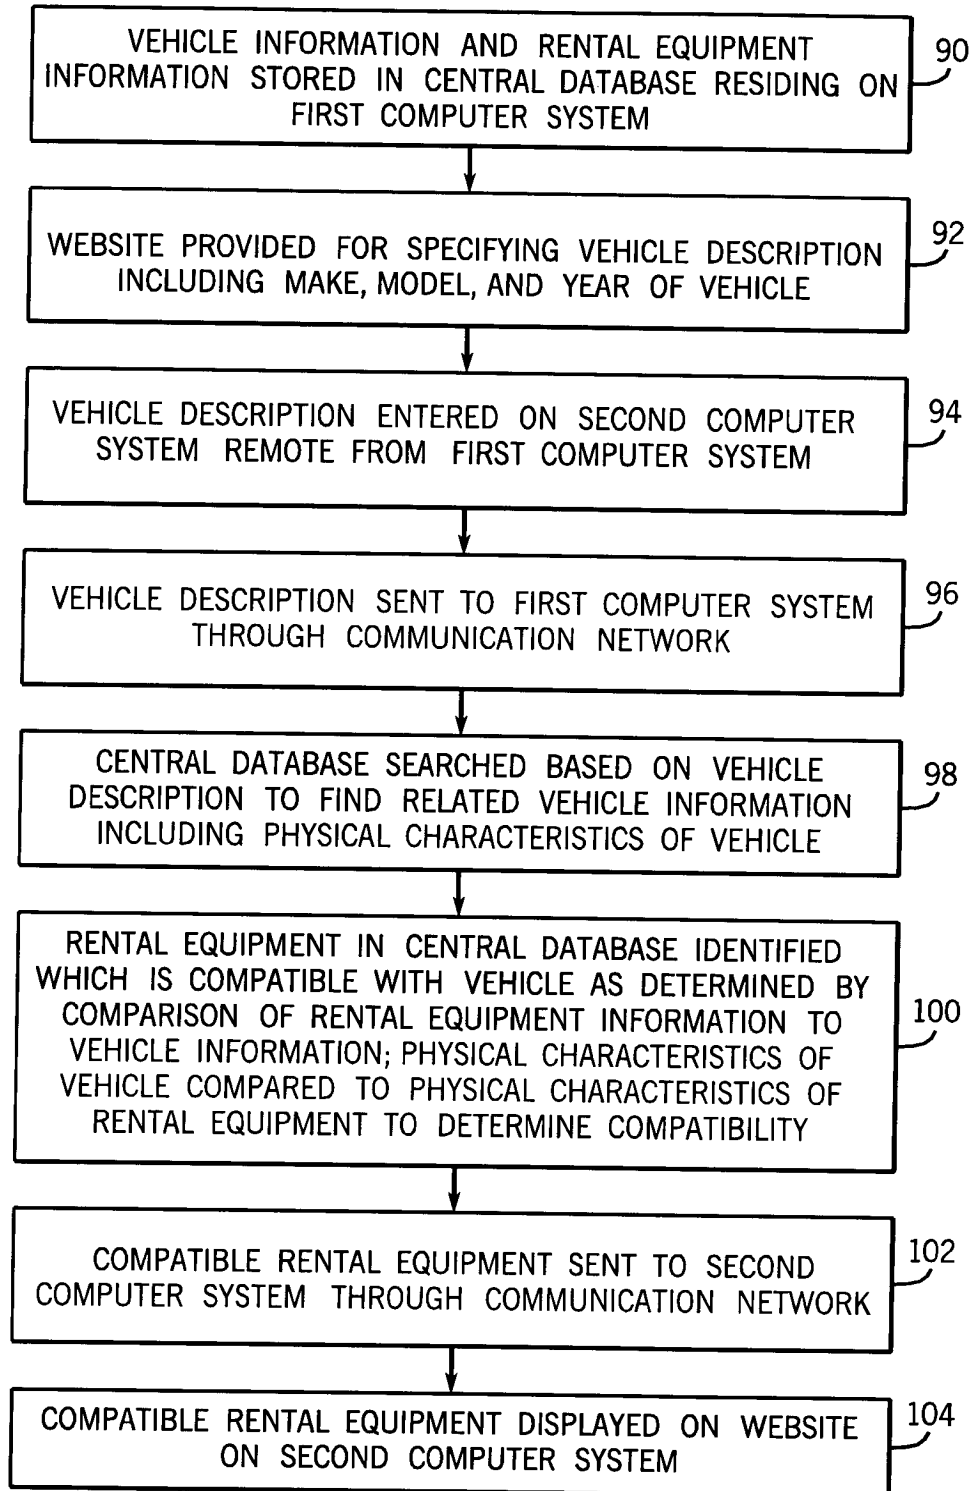 VEHICLE INFORMATION AND RENTAL EQUIPMENT
INFORMATION STORED IN CENTRAL DATABASE RESIDING ON
FIRST COMPUTER SYSTEM
90
WEBSITE PROVIDED FOR SPECIFYING VEHICLE DESCRIPTION
INCLUDING MAKE, MODEL, AND YEAR OF VEHICLE
92
VEHICLE DESCRIPTION ENTERED ON SECOND COMPUTER
SYSTEM REMOTE FROM FIRST COMPUTER SYSTEM
94
VEHICLE DESCRIPTION SENT TO FIRST COMPUTER SYSTEM
THROUGH COMMUNICATION NETWORK
96
CENTRAL DATABASE SEARCHED BASED ON VEHICLE
DESCRIPTION TO FIND RELATED VEHICLE INFORMATION
INCLUDING PHYSICAL CHARACTERISTICS OF VEHICLE
98
RENTAL EQUIPMENT IN CENTRAL DATABASE IDENTIFIED
WHICH IS COMPATIBLE WITH VEHICLE AS DETERMINED BY
COMPARISON OF RENTAL EQUIPMENT INFORMATION TO
VEHICLE INFORMATION; PHYSICAL CHARACTERISTICS OF
VEHICLE COMPARED TO PHYSICAL CHARACTERISTICS OF
RENTAL EQUIPMENT TO DETERMINE COMPATIBILITY
100
COMPATIBLE RENTAL EQUIPMENT SENT TO SECOND
COMPUTER SYSTEM THROUGH COMMUNICATION NETWORK
102
COMPATIBLE RENTAL EQUIPMENT DISPLAYED ON WEBSITE
ON SECOND COMPUTER SYSTEM
104